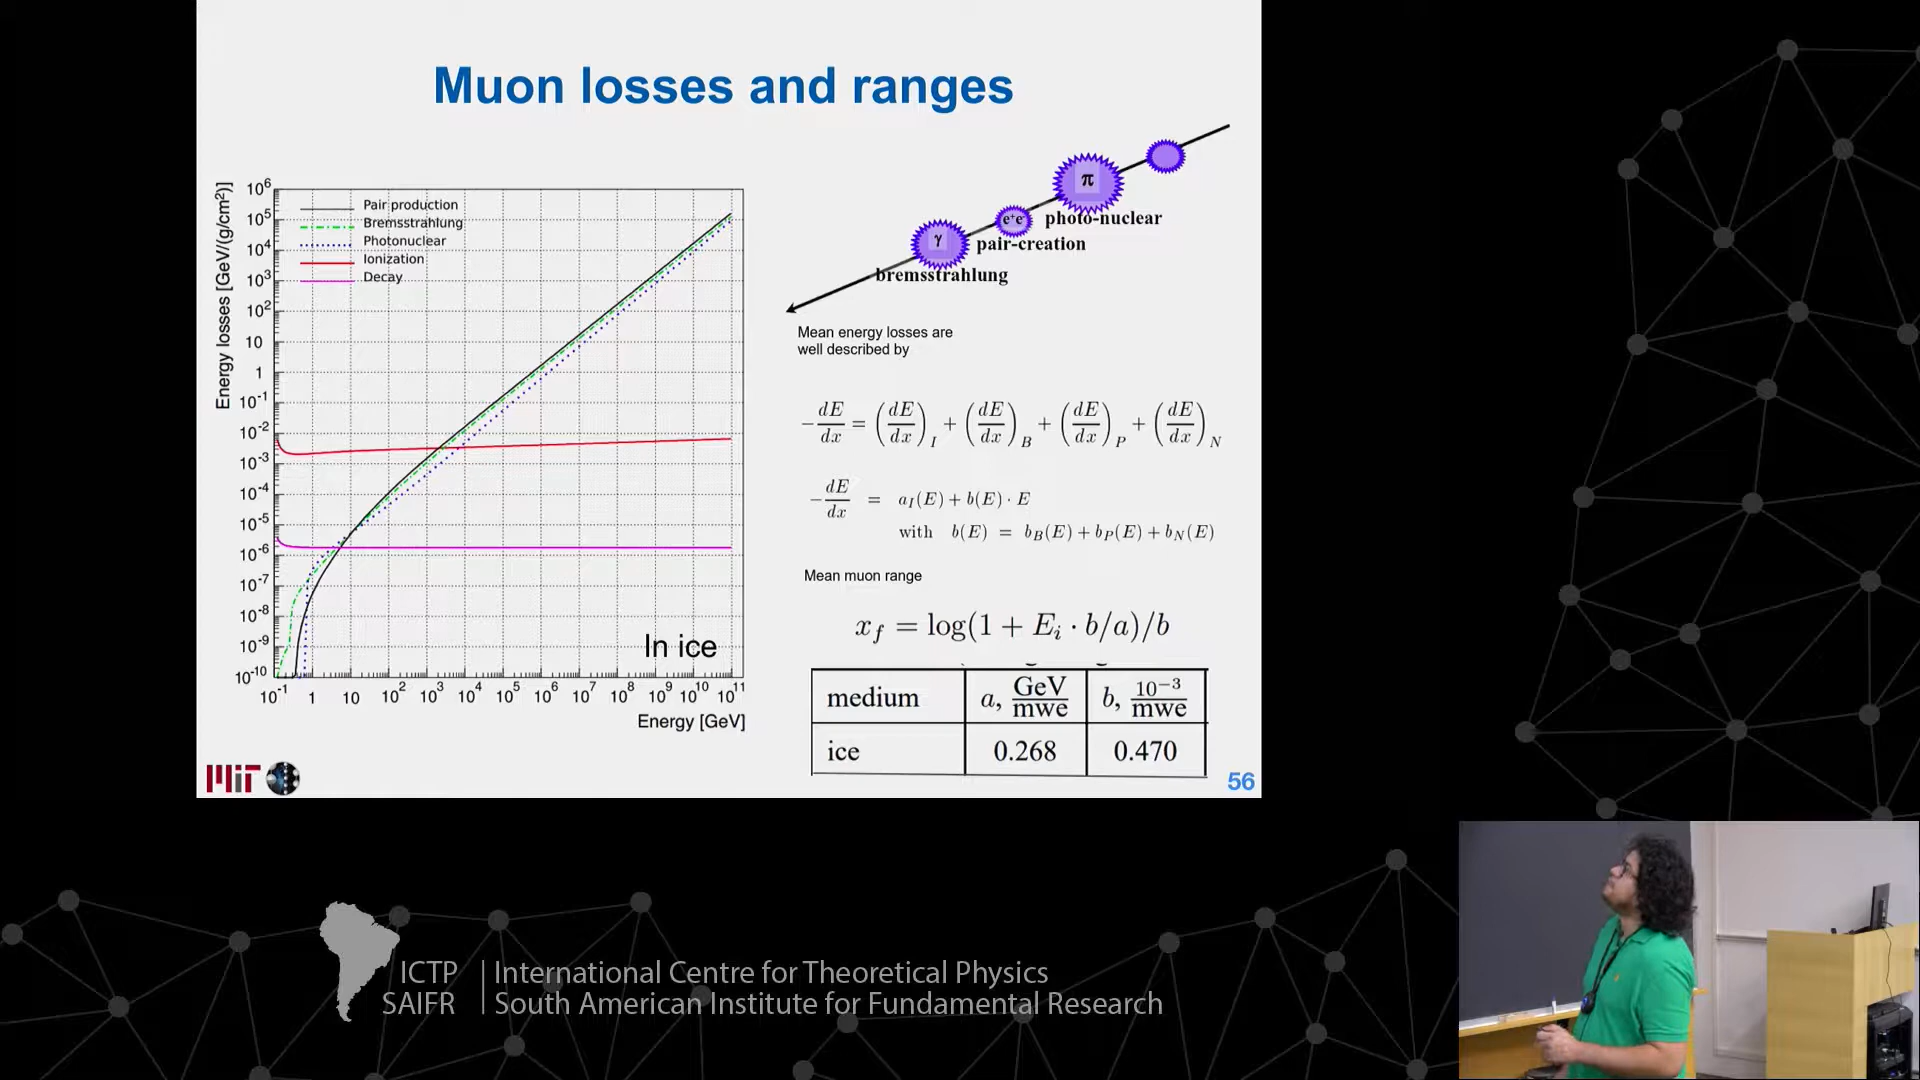 Muon losses and ranges
Energy losses [GeV/(g/cm²)]
10⁶
10⁵
10⁴
10³
10²
10
1
10⁻¹
10⁻²
10⁻³
10⁻⁴
10⁻⁵
10⁻⁶
10⁻⁷
10⁻⁸
10⁻⁹
10⁻¹⁰
Pair production
Bremsstrahlung
Photonuclear
Ionization
Decay
In ice
10⁻¹ 1 10 10² 10³ 10⁴ 10⁵ 10⁶ 10⁷ 10⁸ 10⁹ 10¹⁰ 10¹¹
Energy [GeV]
π
photo-nuclear
e⁺e⁻
pair-creation
γ
bremsstrahlung
Mean energy losses are
well described by
−dE/dx = (dE/dx)_I + (dE/dx)_B + (dE/dx)_P + (dE/dx)_N
−dE/dx = a_I(E) + b(E) · E
with b(E) = b_B(E) + b_P(E) + b_N(E)
Mean muon range
x_f = log(1 + E_i · b/a)/b
medium a, GeV/mwe b, 10⁻³/mwe
ice 0.268 0.470
MIT
56
ICTP International Centre for Theoretical Physics
SAIFR South American Institute for Fundamental Research